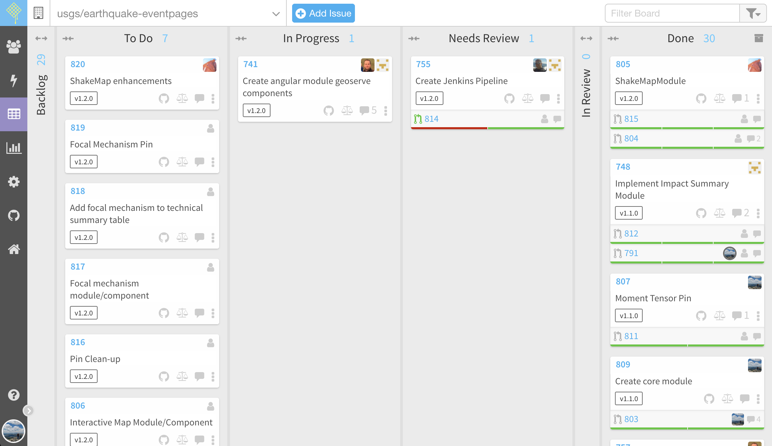 usgs/earthquake-eventpages
Add Issue
Filter Board
Backlog 29
To Do 7
820
ShakeMap enhancements
v1.2.0
819
Focal Mechanism Pin
v1.2.0
818
Add focal mechanism to technical
summary table
v1.2.0
817
Focal mechanism
module/component
v1.2.0
816
Pin Clean-up
v1.2.0
806
Interactive Map Module/Component
v1.2.0
In Progress 1
741
Create angular module geoserve
components
v1.2.0
5
Needs Review 1
755
Create Jenkins Pipeline
v1.2.0
814
In Review 0
Done 30
805
ShakeMapModule
v1.2.0
1
815
804
2
748
Implement Impact Summary
Module
v1.1.0
2
812
791
807
Moment Tensor Pin
v1.1.0
1
811
809
Create core module
v1.1.0
803
4